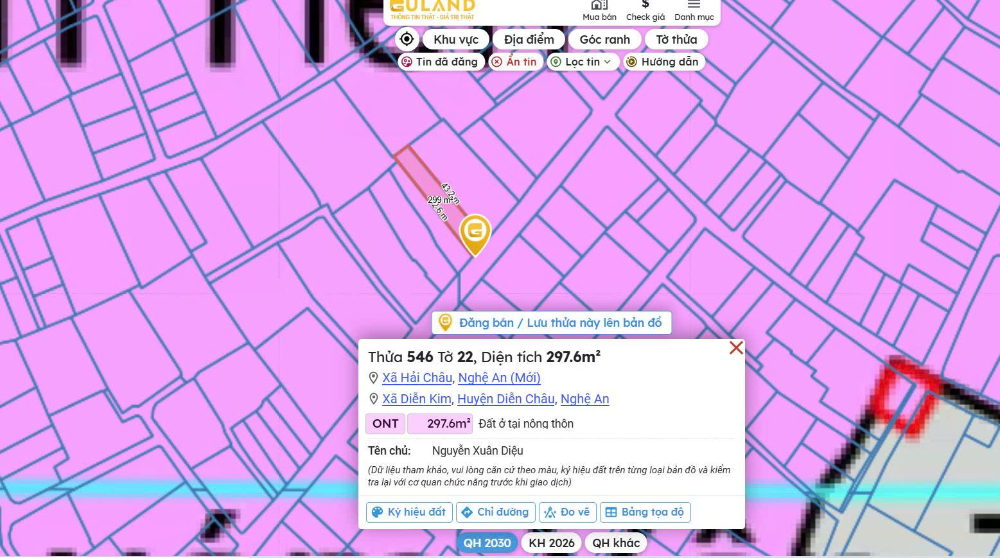 GULAND
THÔNG TIN THẬT - GIÁ TRỊ THẬT
Mua bán
$
Check giá
Danh mục
Khu vực
Địa điểm
Góc ranh
Tờ thửa
Tin đã đăng
Ẩn tin
Lọc tin
Hướng dẫn
43.2 m
299 m²
2.6 m
Đăng bán / Lưu thửa này lên bản đồ
Thửa 546 Tờ 22, Diện tích 297.6m²
Xã Hải Châu, Nghệ An (Mới)
Xã Diễn Kim, Huyện Diễn Châu, Nghệ An
ONT 297.6m² Đất ở tại nông thôn
Tên chủ: Nguyễn Xuân Diệu
(Dữ liệu tham khảo, vui lòng căn cứ theo màu, ký hiệu đất trên từng loại bản đồ và kiểm
tra lại với cơ quan chức năng trước khi giao dịch)
Ký hiệu đất
Chỉ đường
Đo vẽ
Bảng tọa độ
QH 2030
KH 2026
QH khác